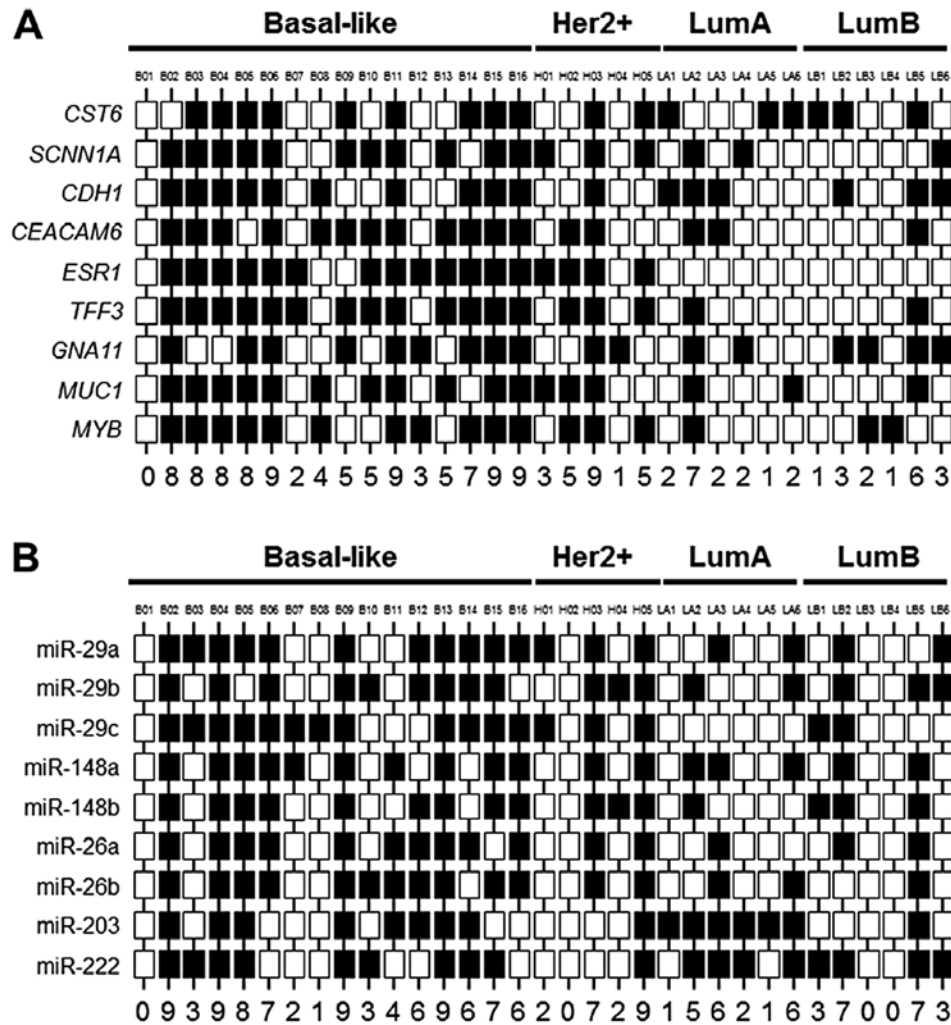 A
Basal-like Her2+ LumA LumB
B01 B02 B03 B04 B05 B06 B07 B08 B09 B10 B11 B12 B13 B14 B15 B16 H01 H02 H03 H04 H05 LA1 LA2 LA3 LA4 LA5 LA6 LB1 LB2 LB3 LB4 LB5 LB6
CST6
SCNN1A
CDH1
CEACAM6
ESR1
TFF3
GNA11
MUC1
MYB
0 8 8 8 8 9 2 4 5 5 9 3 5 7 9 9 3 5 9 1 5 2 7 2 2 1 2 1 3 2 1 6 3
B
Basal-like Her2+ LumA LumB
B01 B02 B03 B04 B05 B06 B07 B08 B09 B10 B11 B12 B13 B14 B15 B16 H01 H02 H03 H04 H05 LA1 LA2 LA3 LA4 LA5 LA6 LB1 LB2 LB3 LB4 LB5 LB6
miR-29a
miR-29b
miR-29c
miR-148a
miR-148b
miR-26a
miR-26b
miR-203
miR-222
0 9 3 9 8 7 2 1 9 3 4 6 9 6 7 6 2 0 7 2 9 1 5 6 2 1 6 3 7 0 0 7 3